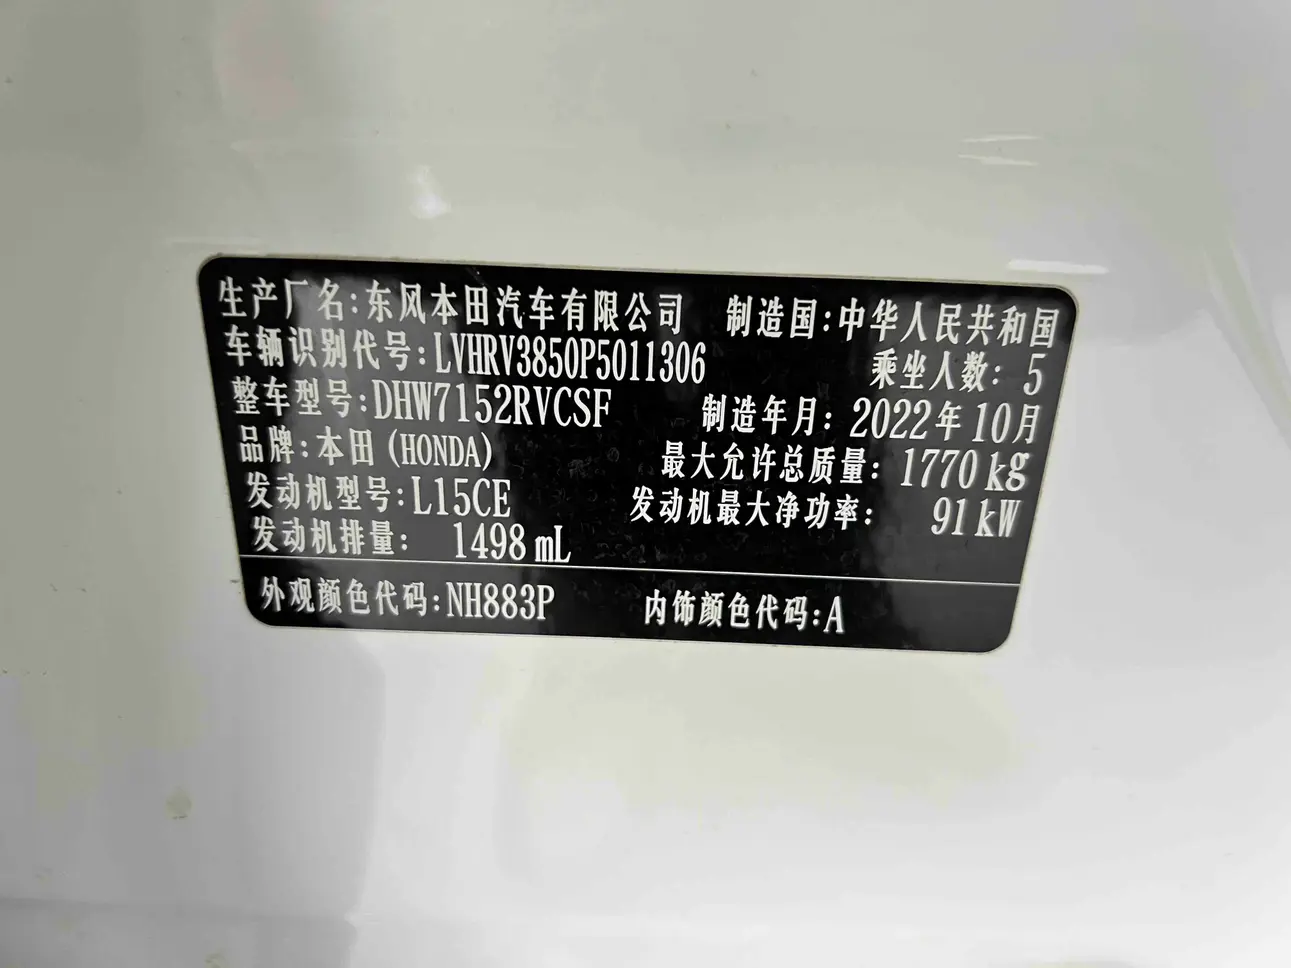 生产厂名:东风本田汽车有限公司 制造国:中华人民共和国
车辆识别代号:LVHRV3850P5011306 乘坐人数: 5
整车型号:DHW7152RVCSF 制造年月: 2022年10月
品牌:本田(HONDA) 最大允许总质量: 1770kg
发动机型号:L15CE 发动机最大净功率: 91kW
发动机排量: 1498mL
外观颜色代码:NH883P 内饰颜色代码:A